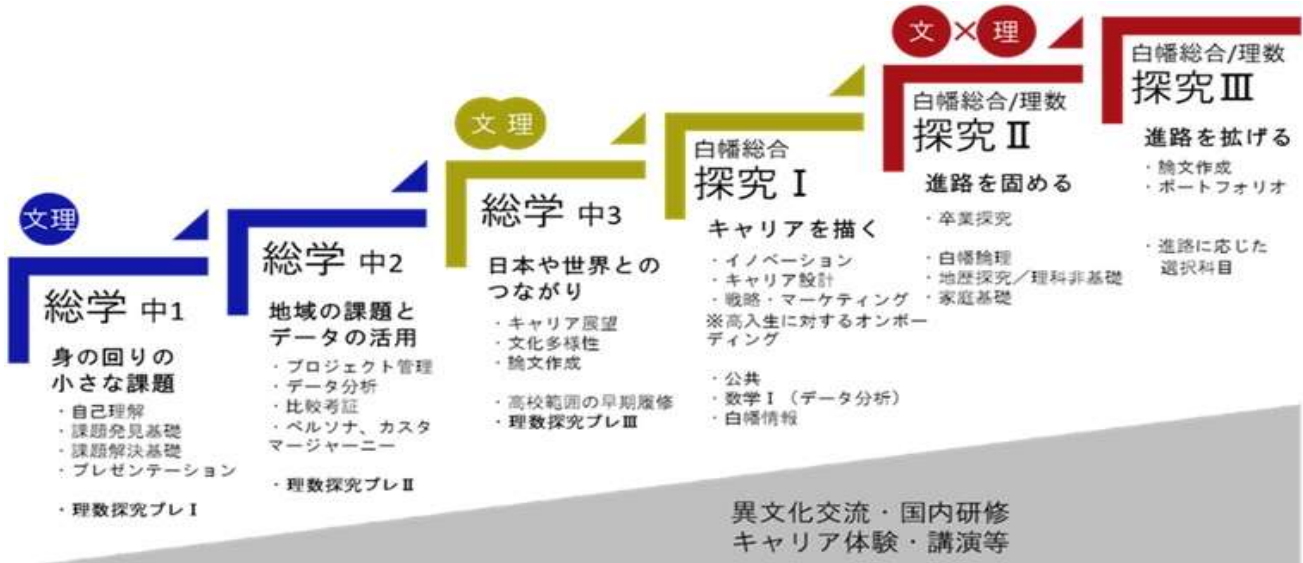 文理
総学 中1
身の回りの
小さな課題
・自己理解
・課題発見基礎
・課題解決基礎
・プレゼンテーション
・理数探究プレⅠ
総学 中2
地域の課題と
データの活用
・プロジェクト管理
・データ分析
・比較考証
・ペルソナ、カスタ
マージャーニー
・理数探究プレⅡ
文 理
総学 中3
日本や世界との
つながり
・キャリア展望
・文化多様性
・論文作成
・高校範囲の早期履修
・理数探究プレⅢ
白幡総合
探究Ⅰ
キャリアを描く
・イノベーション
・キャリア設計
・戦略・マーケティング
※高入生に対するオンボー
ディング
・公共
・数学Ⅰ（データ分析）
・白幡情報
文×理
白幡総合/理数
探究Ⅱ
進路を固める
・卒業探究
・白幡論理
・地歴探究／理科非基礎
・家庭基礎
白幡総合/理数
探究Ⅲ
進路を拡げる
・論文作成
・ポートフォリオ
・進路に応じた
選択科目
異文化交流・国内研修
キャリア体験・講演等